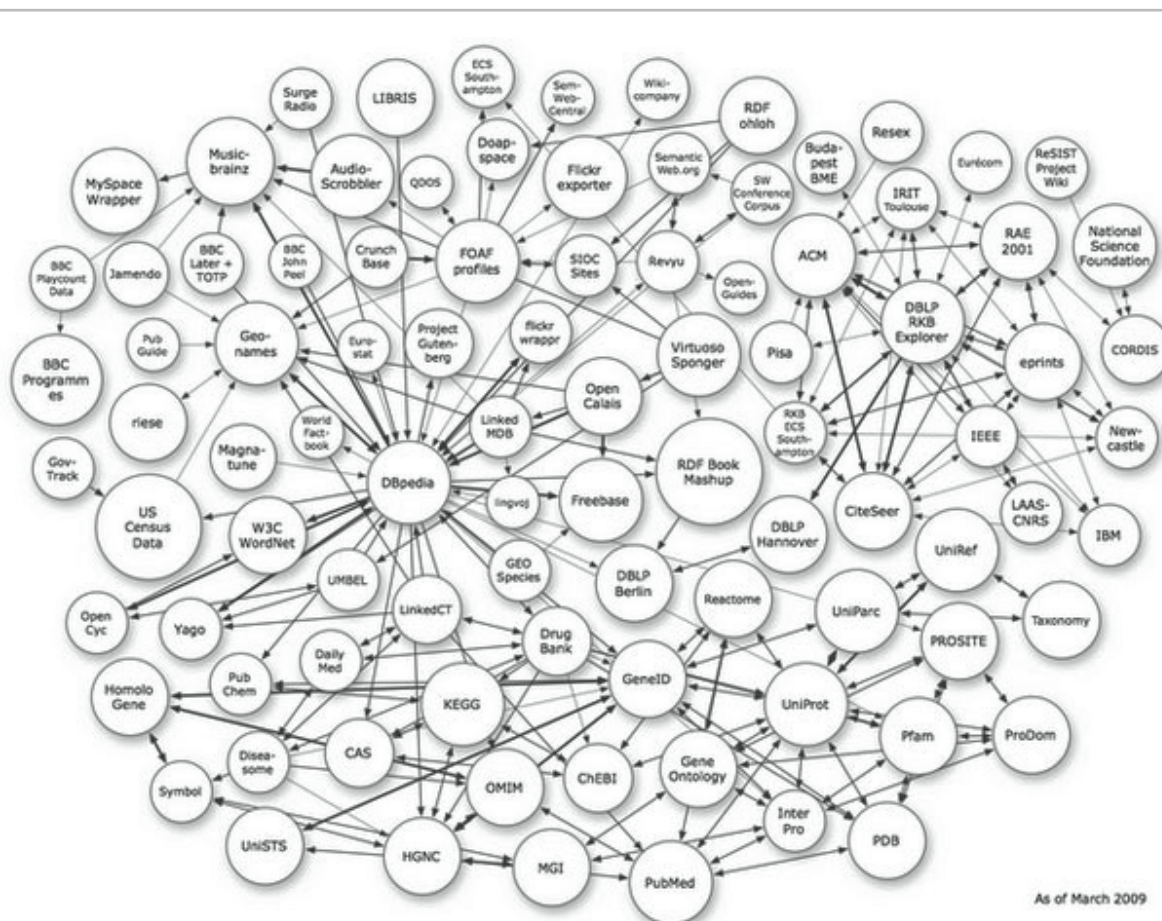 ECS
South-
ampton
Surge
Radio
LIBRIS
Sem-
Web-
Central
Wiki-
company
RDF
ohloh
Resex
Music-
brainz
Audio-
Scrobbler
Doap-
space
QDOS
Flickr
exporter
Semantic
Web.org
SW
Conference
Corpus
Buda-
pest
BME
Eurécom
ReSIST
Project
Wiki
MySpace
Wrapper
IRIT
Toulouse
RAE
2001
National
Science
Foundation
BBC
Playcount
Data
Jamendo
BBC
Later +
TOTP
BBC
John
Peel
Crunch
Base
FOAF
profiles
SIOC
Sites
Revyu
Open-
Guides
ACM
DBLP
RKB
Explorer
Pub
Guide
Geo-
names
Euro-
stat
Project
Guten-
berg
flickr
wrappr
Virtuoso
Sponger
Pisa
eprints
CORDIS
BBC
Programm
es
riese
World
Fact-
book
Linked
MDB
Open
Calais
RKB
ECS
South-
ampton
IEEE
New-
castle
Gov-
Track
Magna-
tune
DBpedia
lingvoj
Freebase
RDF Book
Mashup
US
Census
Data
W3C
WordNet
DBLP
Hannover
CiteSeer
LAAS-
CNRS
IBM
UniRef
UMBEL
GEO
Species
DBLP
Berlin
Reactome
UniParc
Taxonomy
Open
Cyc
Yago
LinkedCT
Drug
Bank
PROSITE
Daily
Med
Pub
Chem
Homolo
Gene
KEGG
GeneID
UniProt
Pfam
ProDom
Disea-
some
CAS
Symbol
OMIM
ChEBI
Gene
Ontology
Inter
Pro
PDB
UniSTS
HGNC
MGI
PubMed
As of March 2009